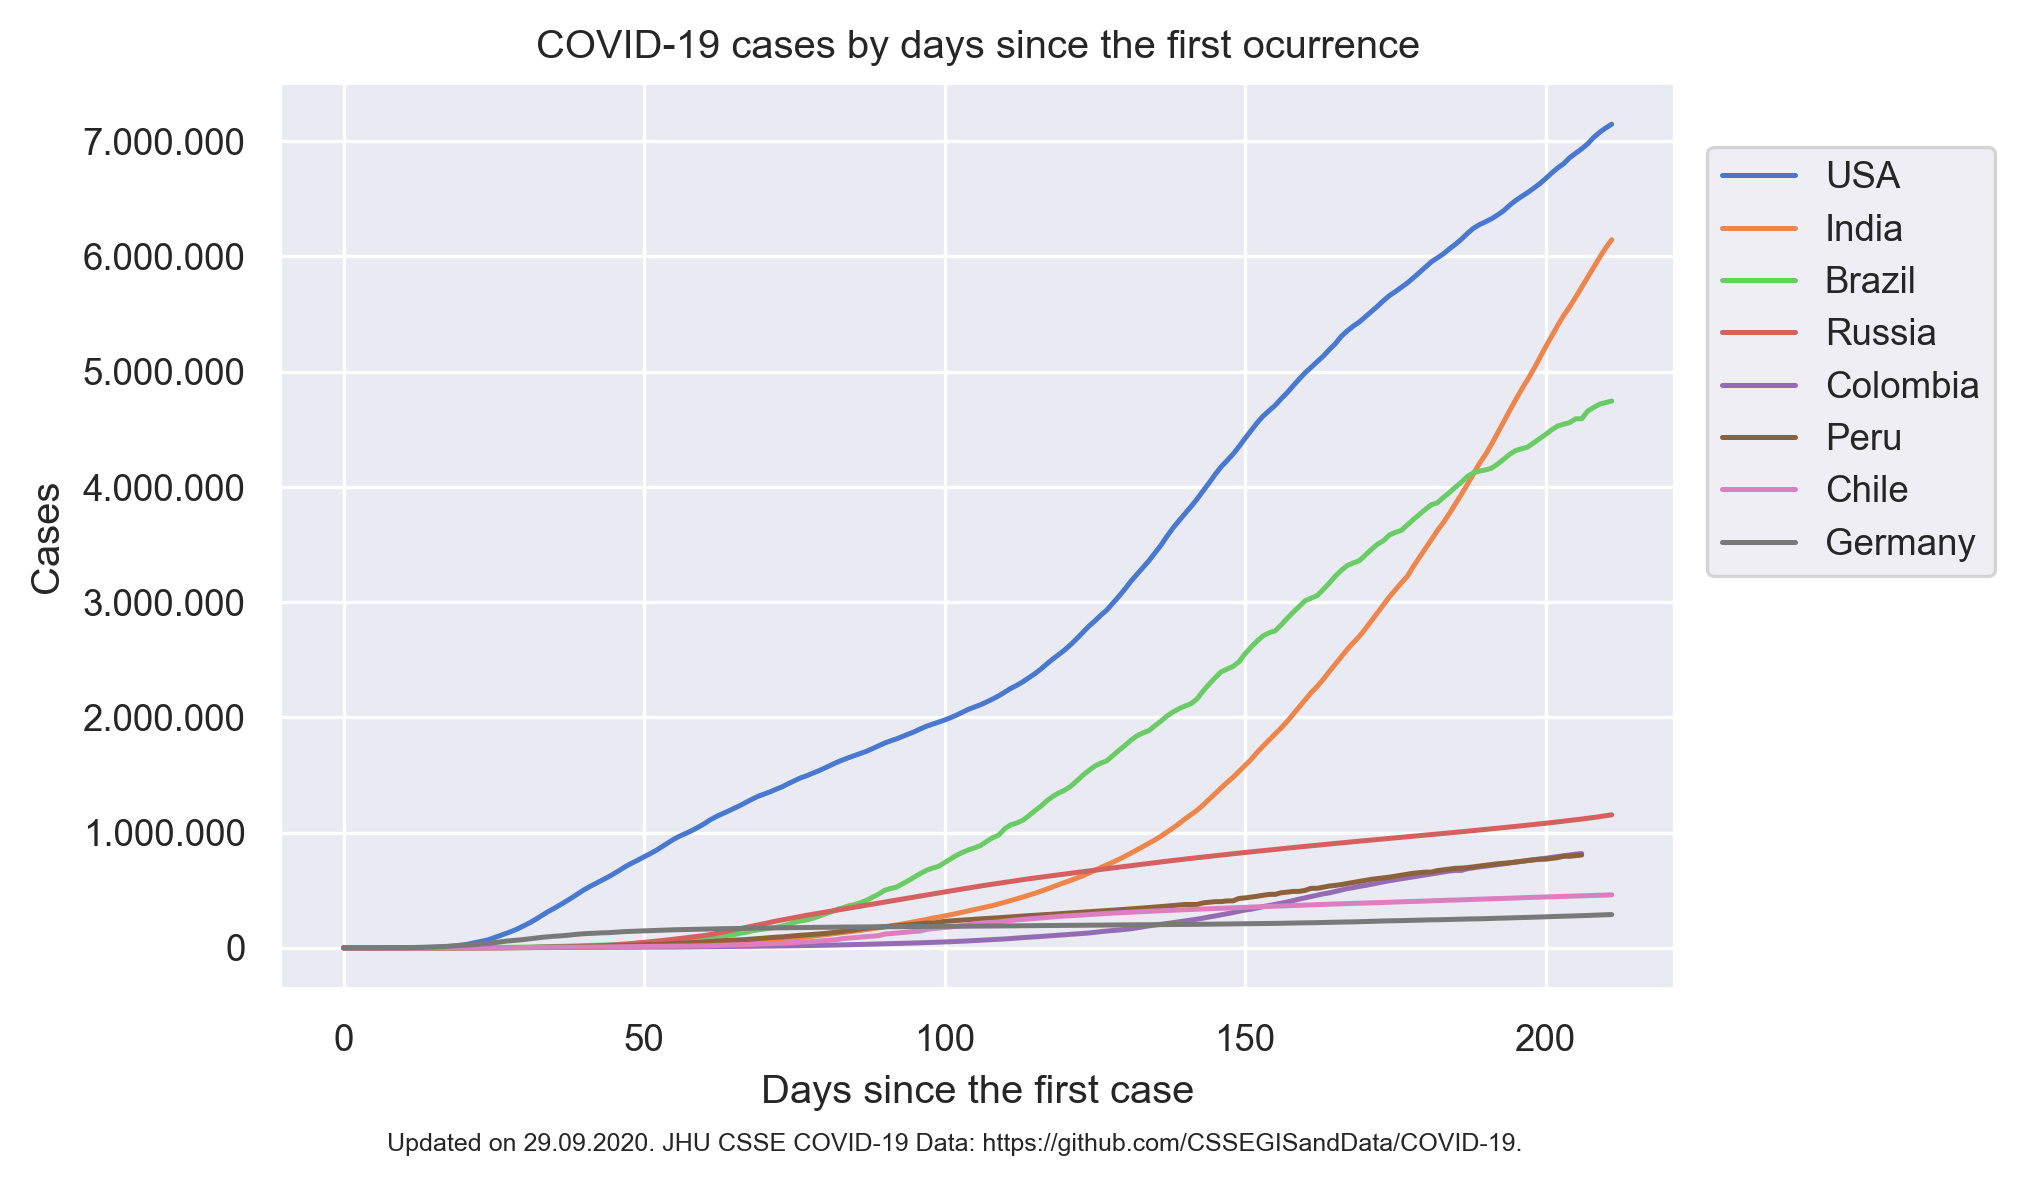 COVID-19 cases by days since the first ocurrence
7.000.000
6.000.000
5.000.000
4.000.000
3.000.000
2.000.000
1.000.000
0
Cases
0 50 100 150 200
Days since the first case
USA
India
Brazil
Russia
Colombia
Peru
Chile
Germany
Updated on 29.09.2020. JHU CSSE COVID-19 Data: https://github.com/CSSEGISandData/COVID-19.